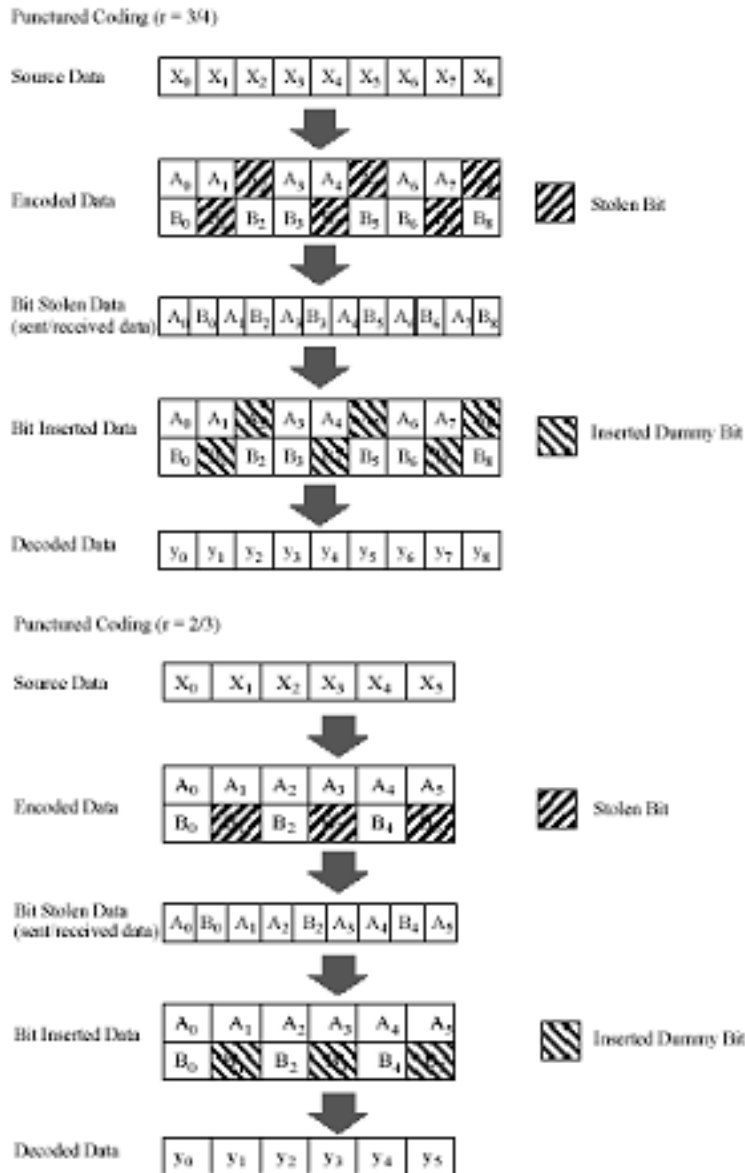 Punctured Coding (r = 3/4)
Source Data X₀ X₁ X₂ X₃ X₄ X₅ X₆ X₇ X₈
Encoded Data
A₀ A₁ A₃ A₄ A₆ A₇
B₀ B₂ B₃ B₅ B₆ B₈
Stolen Bit
Bit Stolen Data
(sent/received data)
A₀ B₀ A₁ B₂ A₃ B₃ A₄ B₅ A₆ B₆ A₇ B₈
Bit Inserted Data
A₀ A₁ A₃ A₄ A₆ A₇
B₀ B₂ B₃ B₅ B₆ B₈
Inserted Dummy Bit
Decoded Data y₀ y₁ y₂ y₃ y₄ y₅ y₆ y₇ y₈
Punctured Coding (r = 2/3)
Source Data X₀ X₁ X₂ X₃ X₄ X₅
Encoded Data
A₀ A₁ A₂ A₃ A₄ A₅
B₀ B₂ B₄
Stolen Bit
Bit Stolen Data
(sent/received data)
A₀ B₀ A₁ A₂ B₂ A₃ A₄ B₄ A₅
Bit Inserted Data
A₀ A₁ A₂ A₃ A₄ A₅
B₀ B₂ B₄
Inserted Dummy Bit
Decoded Data y₀ y₁ y₂ y₃ y₄ y₅